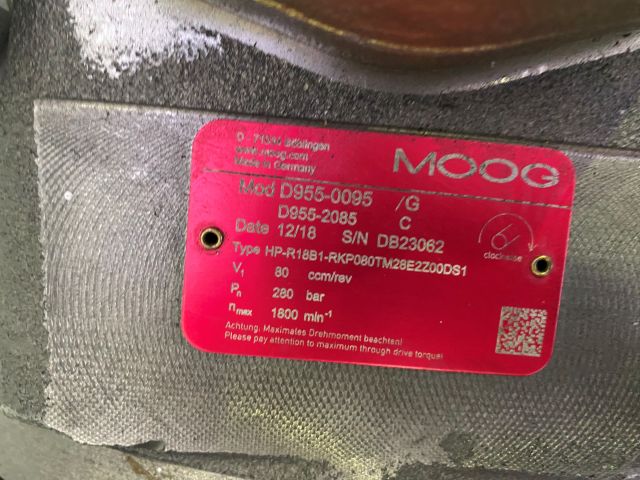 D - 71034 Böblingen
www.moog.com
Made in Germany
MOOG
Mod D955-0095 /G
D955-2085 C
Date 12/18 S/N DB23062
clockwise
Type HP-R18B1-RKP080TM28E2Z00DS1
V₁ 80 ccm/rev
Pₙ 280 bar
n max 1800 min⁻¹
Achtung. Maximales Drehmoment beachten!
Please pay attention to maximum through drive torque!